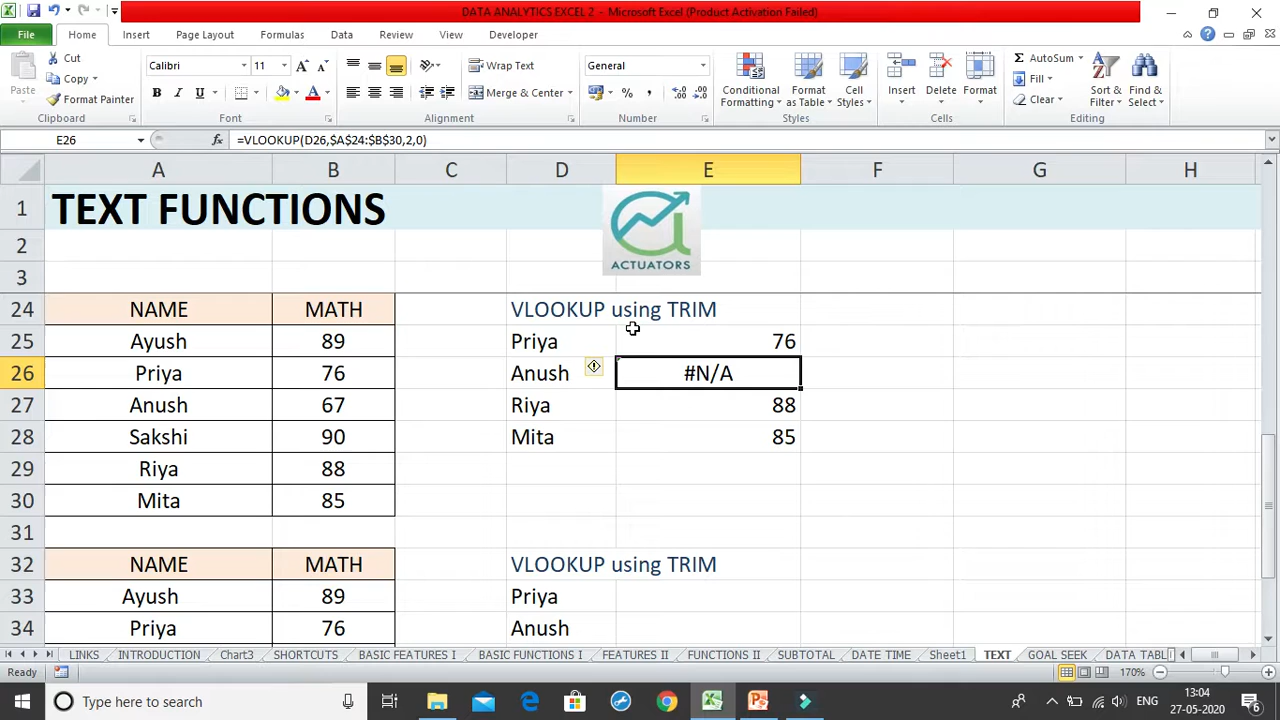 DATA ANALYTICS EXCEL 2 - Microsoft Excel (Product Activation Failed)
File Home Insert Page Layout Formulas Data Review View Developer
Paste Cut Copy Format Painter Clipboard
Calibri 11 B I U A A A Font
Wrap Text Merge & Center Alignment
General % , .0 .00 .00 .0 Number
Conditional Formatting Format as Table Cell Styles Styles
Insert Delete Format Cells
Σ AutoSum Fill Clear Sort & Filter Find & Select Editing
E26 fx =VLOOKUP(D26,$A$24:$B$30,2,0)
A B C D E F G H
1 TEXT FUNCTIONS
ACTUATORS
2
3
24 NAME MATH VLOOKUP using TRIM
25 Ayush 89 Priya 76
26 Priya 76 Anush #N/A
27 Anush 67 Riya 88
28 Sakshi 90 Mita 85
29 Riya 88
30 Mita 85
31
32 NAME MATH VLOOKUP using TRIM
33 Ayush 89 Priya
34 Priya 76 Anush
LINKS INTRODUCTION Chart3 SHORTCUTS BASIC FEATURES I BASIC FUNCTIONS I FEATURES II FUNCTIONS II SUBTOTAL DATE TIME Sheet1 TEXT GOAL SEEK DATA TABL
Ready 170%
Type here to search ENG 13:04
27-05-2020 6